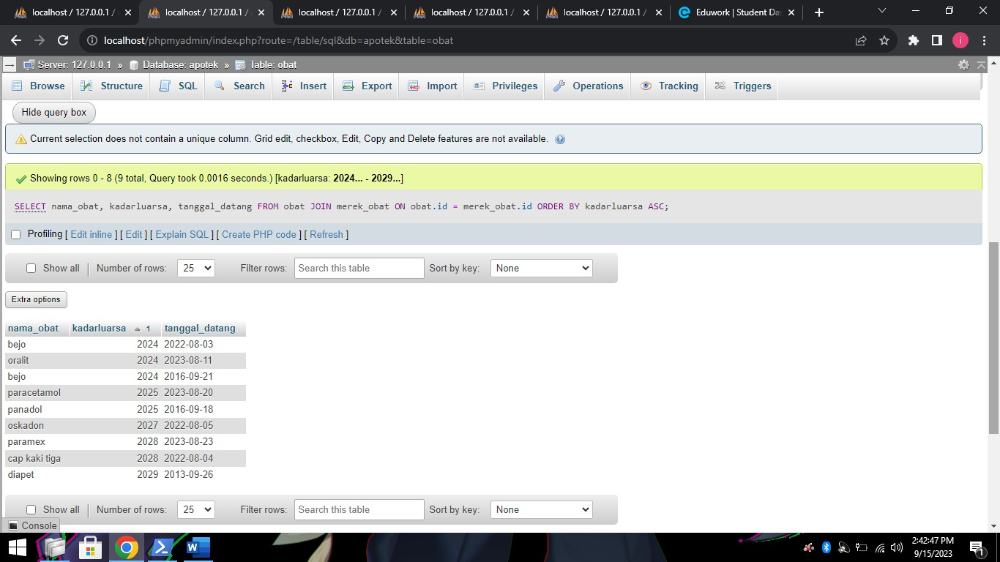 localhost / 127.0.0.1 /
localhost / 127.0.0.1 /
localhost / 127.0.0.1 /
localhost / 127.0.0.1 /
localhost / 127.0.0.1 /
Eduwork | Student Das
localhost/phpmyadmin/index.php?route=/table/sql&db=apotek&table=obat
i
Server: 127.0.0.1 » Database: apotek » Table: obat
Browse Structure SQL Search Insert Export Import Privileges Operations Tracking Triggers
Hide query box
Current selection does not contain a unique column. Grid edit, checkbox, Edit, Copy and Delete features are not available.
Showing rows 0 - 8 (9 total, Query took 0.0016 seconds.) [kadarluarsa: 2024... - 2029...]
SELECT nama_obat, kadarluarsa, tanggal_datang FROM obat JOIN merek_obat ON obat.id = merek_obat.id ORDER BY kadarluarsa ASC;
Profiling [ Edit inline ] [ Edit ] [ Explain SQL ] [ Create PHP code ] [ Refresh ]
Show all | Number of rows: 25 Filter rows: Search this table Sort by key: None
Extra options
nama_obat kadarluarsa 1 tanggal_datang
bejo 2024 2022-08-03
oralit 2024 2023-08-11
bejo 2024 2016-09-21
paracetamol 2025 2023-08-20
panadol 2025 2016-09-18
oskadon 2027 2022-08-05
paramex 2028 2023-08-23
cap kaki tiga 2028 2022-08-04
diapet 2029 2013-09-26
Show all | Number of rows: 25 Filter rows: Search this table Sort by key: None
Console
2:42:47 PM
9/15/2023
1